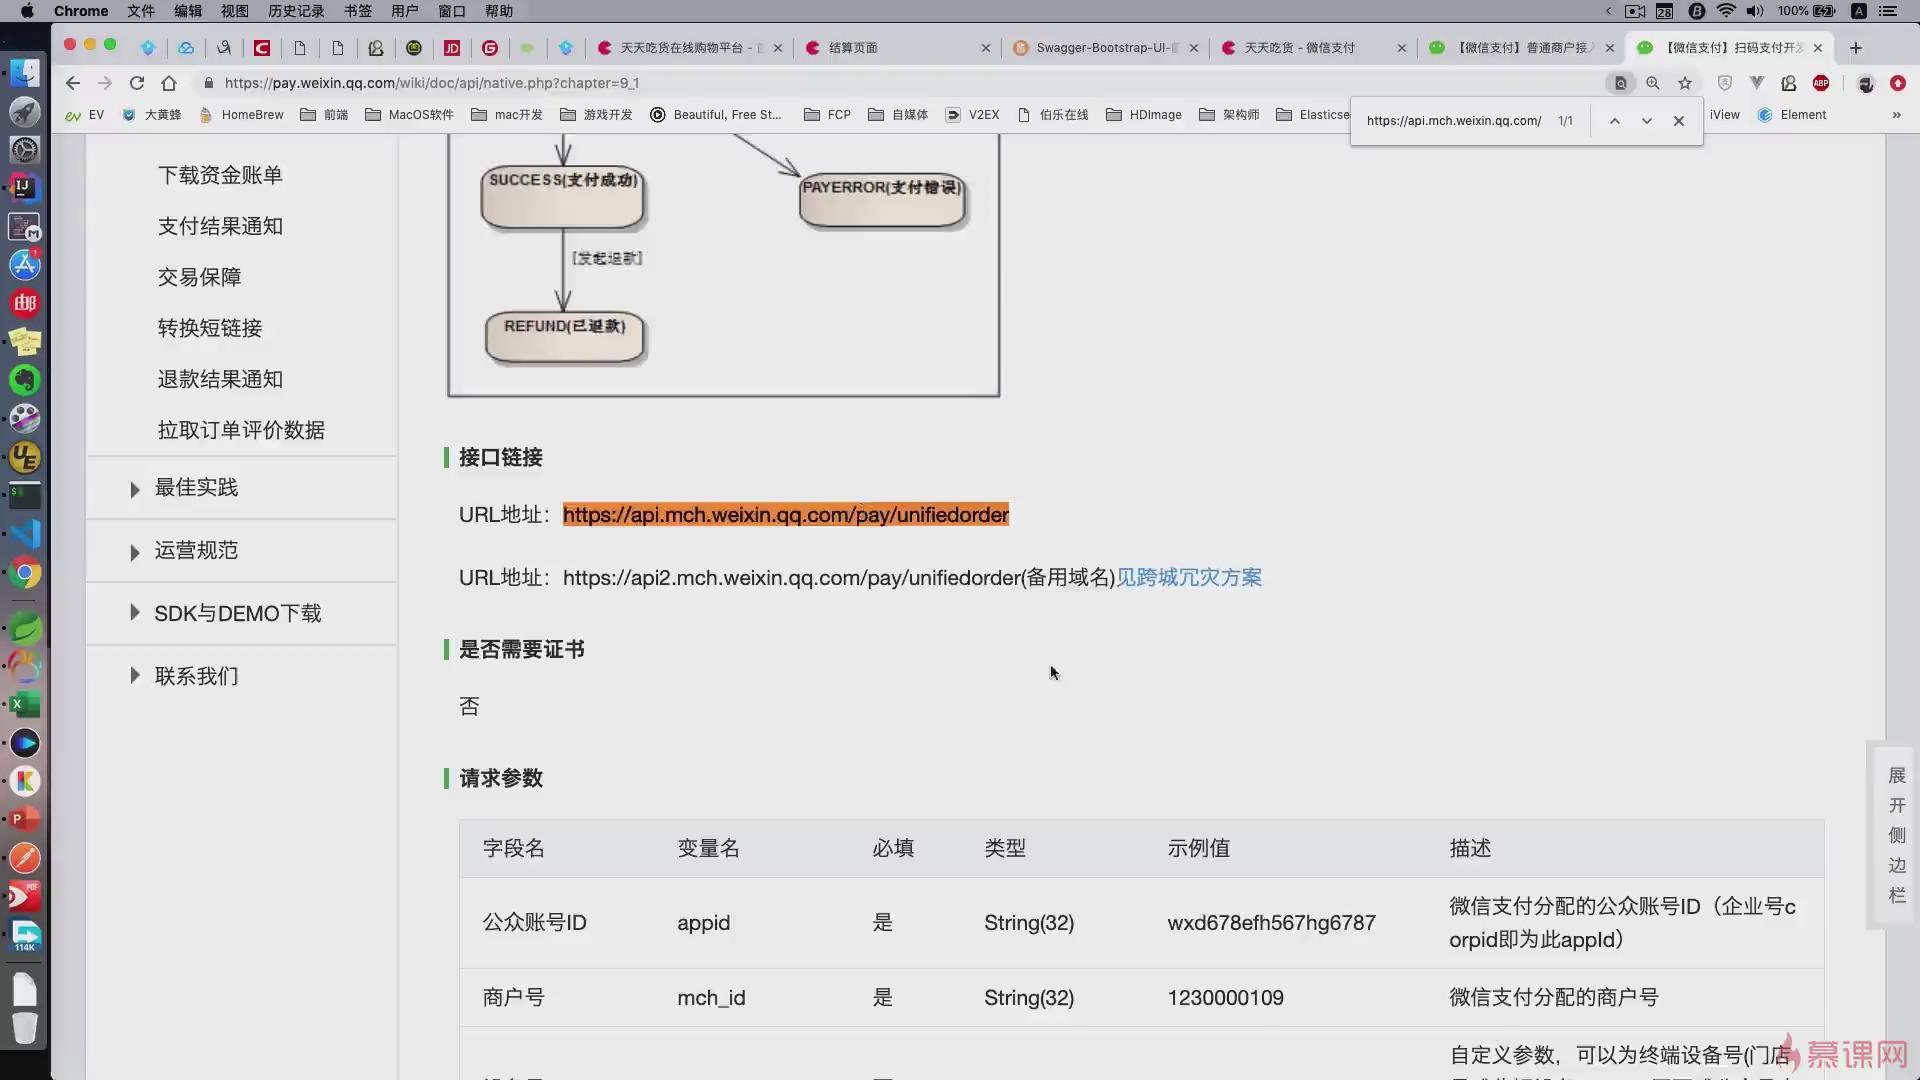 Chrome 文件 编辑 视图 历史记录 书签 用户 窗口 帮助 28 100% A
天天吃货在线购物平台 - 结算页面 Swagger-Bootstrap-UI- 天天吃货 - 微信支付 【微信支付】普通商户接入 【微信支付】扫码支付开发
https://pay.weixin.qq.com/wiki/doc/api/native.php?chapter=9_1
EV 大黄蜂 HomeBrew 前端 MacOS软件 mac开发 游戏开发 Beautiful, Free St... FCP 自媒体 V2EX 伯乐在线 HDImage 架构师 Elasticse iView Element »
https://api.mch.weixin.qq.com/ 1/1
下载资金账单
支付结果通知
交易保障
转换短链接
退款结果通知
拉取订单评价数据
最佳实践
运营规范
SDK与DEMO下载
联系我们
SUCCESS(支付成功)
PAYERROR(支付错误)
[发起退款]
REFUND(已退款)
接口链接
URL地址：https://api.mch.weixin.qq.com/pay/unifiedorder
URL地址：https://api2.mch.weixin.qq.com/pay/unifiedorder(备用域名)见跨城冗灾方案
是否需要证书
否
请求参数
字段名 变量名 必填 类型 示例值 描述
公众账号ID appid 是 String(32) wxd678efh567hg6787 微信支付分配的公众账号ID（企业号c
orpid即为此appId）
商户号 mch_id 是 String(32) 1230000109 微信支付分配的商户号
自定义参数，可以为终端设备号(门店
展
开
侧
边
栏
114K
慕课网